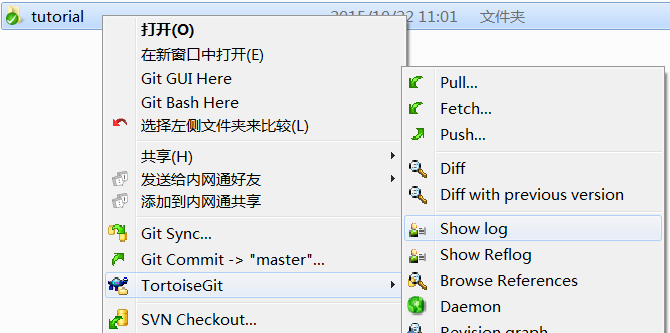 tutorial
2015/10/22 11:01
文件夹
打开(O)
在新窗口中打开(E)
Git GUI Here
Git Bash Here
选择左侧文件夹来比较(L)
共享(H)
发送给内网通好友
添加到内网通共享
Git Sync...
Git Commit -> "master"...
TortoiseGit
SVN Checkout...
Pull...
Fetch...
Push...
Diff
Diff with previous version
Show log
Show Reflog
Browse References
Daemon
Revision graph